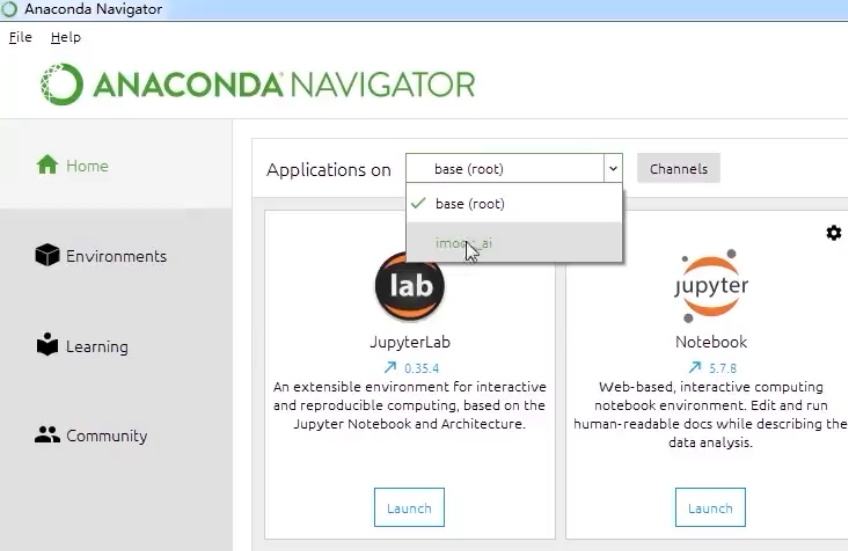 Anaconda Navigator
File Help
ANACONDA NAVIGATOR
Home
Applications on base (root) Channels
base (root)
Environments
Learning
Community
lab
JupyterLab
0.35.4
An extensible environment for interactive
and reproducible computing, based on the
Jupyter Notebook and Architecture.
Launch
jupyter
Notebook
5.7.8
Web-based, interactive computing
notebook environment. Edit and run
human-readable docs while describing the
data analysis.
Launch